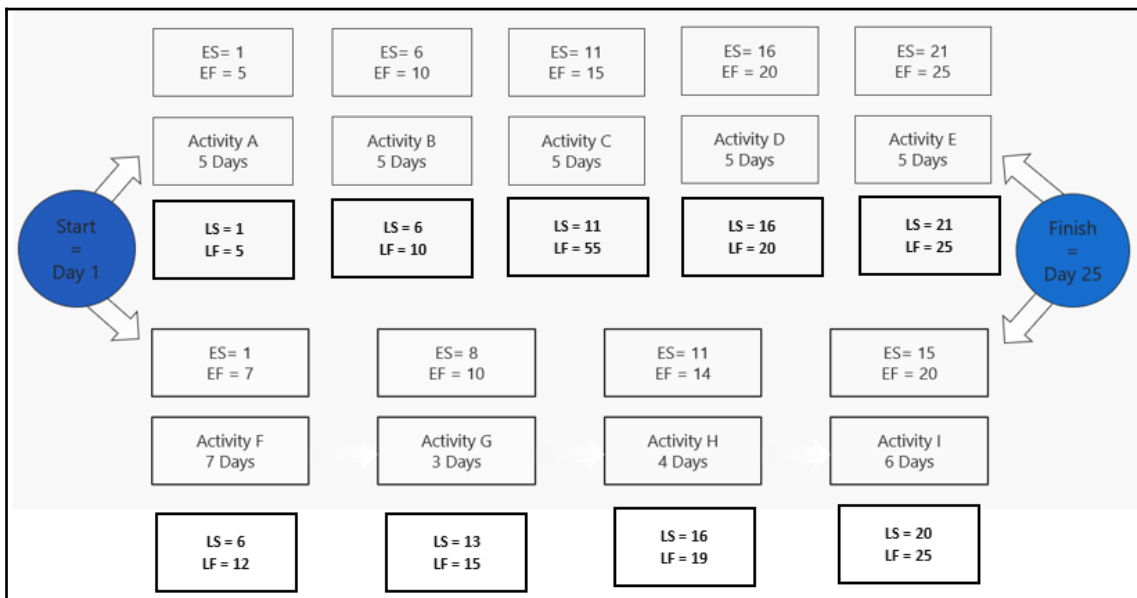 ES= 1
EF = 5
ES= 6
EF = 10
ES= 11
EF = 15
ES= 16
EF = 20
ES= 21
EF = 25
Activity A
5 Days
Activity B
5 Days
Activity C
5 Days
Activity D
5 Days
Activity E
5 Days
Start
=
Day 1
LS = 1
LF = 5
LS = 6
LF = 10
LS = 11
LF = 55
LS = 16
LF = 20
LS = 21
LF = 25
Finish
=
Day 25
ES= 1
EF = 7
ES= 8
EF = 10
ES= 11
EF = 14
ES= 15
EF = 20
Activity F
7 Days
Activity G
3 Days
Activity H
4 Days
Activity I
6 Days
LS = 6
LF = 12
LS = 13
LF = 15
LS = 16
LF = 19
LS = 20
LF = 25